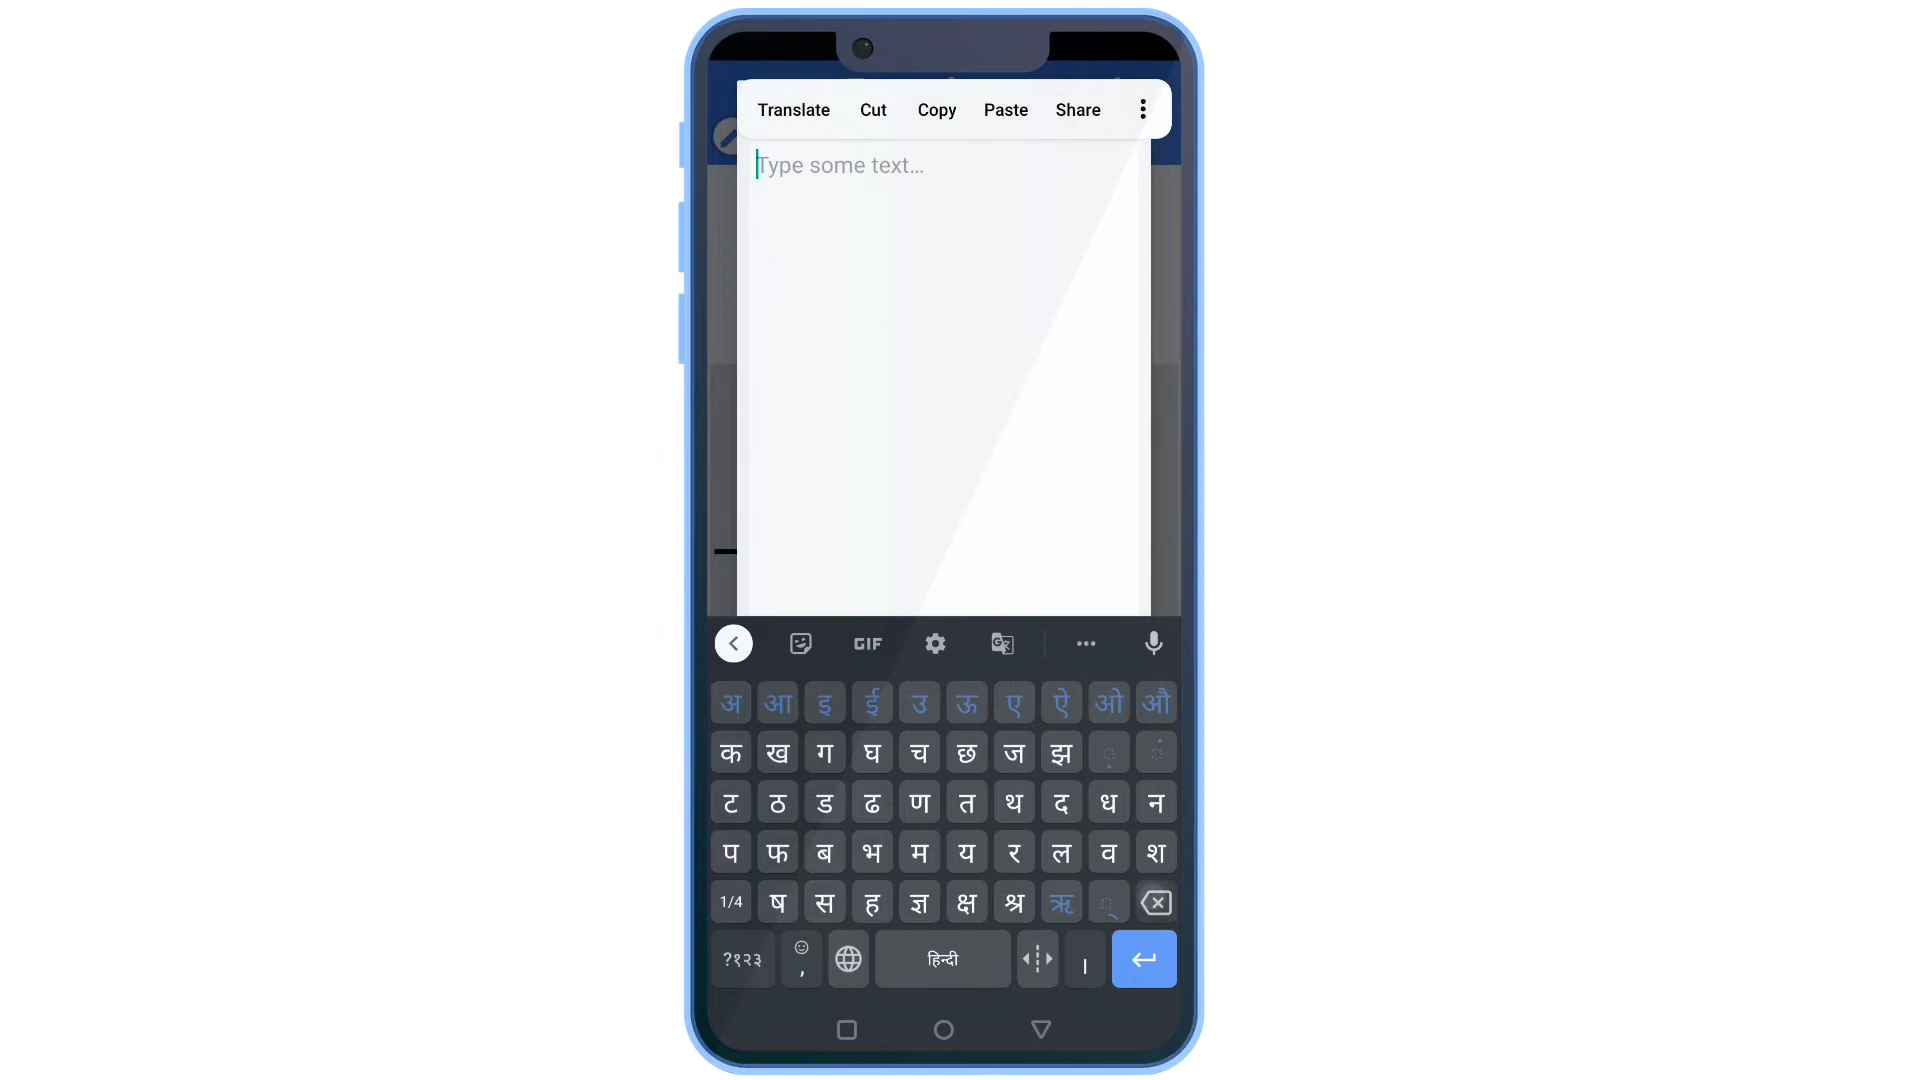 Translate Cut Copy Paste Share
Type some text...
GIF
अ आ इ ई उ ऊ ए ऐ ओ औ
क ख ग घ च छ ज झ ़ ं
ट ठ ड ढ ण त थ द ध न
प फ ब भ म य र ल व श
1/4 ष स ह ज्ञ क्ष श्र ऋ ्
?१२३ , हिन्दी ।